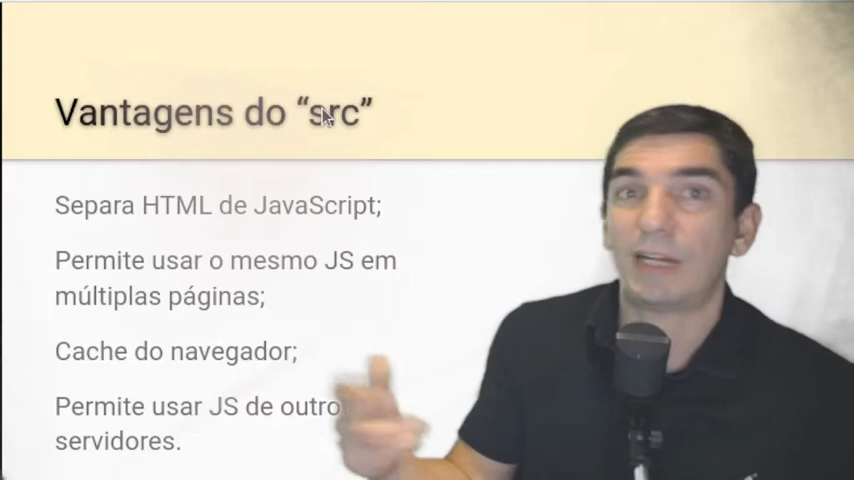 Vantagens do “src”
Separa HTML de JavaScript;
Permite usar o mesmo JS em
múltiplas páginas;
Cache do navegador;
Permite usar JS de outro
servidores.